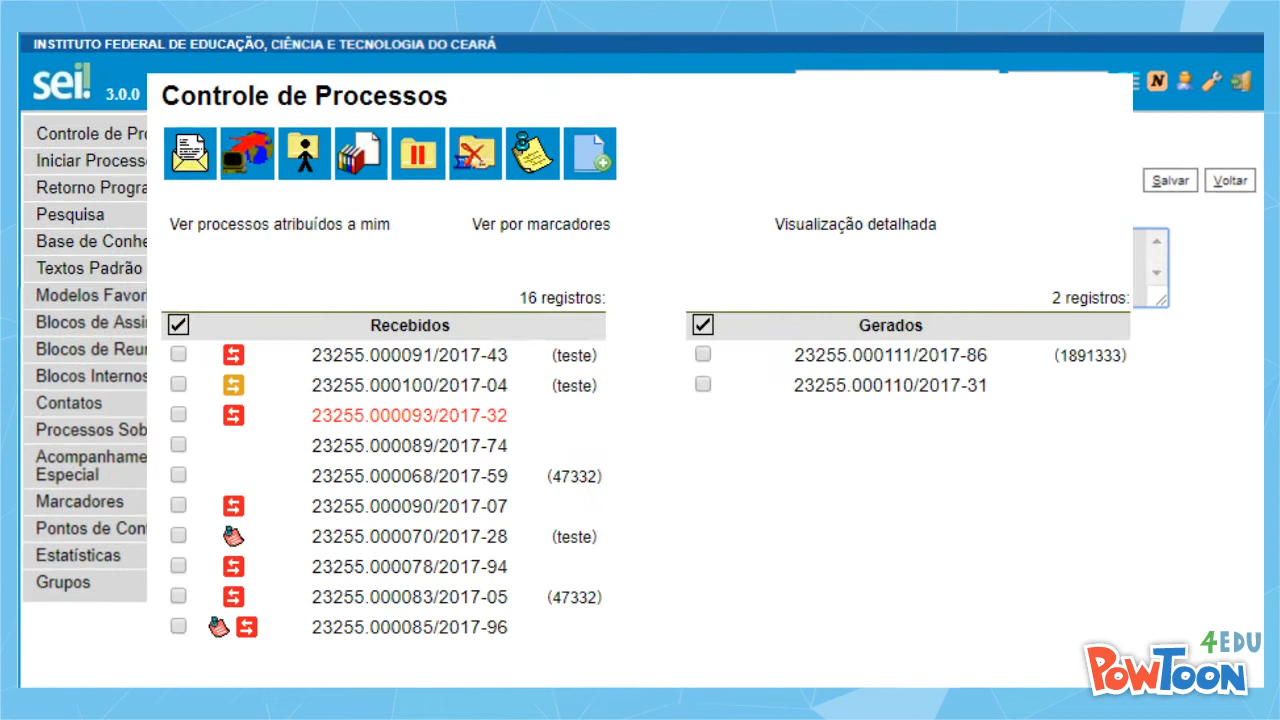 INSTITUTO FEDERAL DE EDUCAÇÃO, CIÊNCIA E TECNOLOGIA DO CEARÁ
sei! 3.0.0
Controle de Processos
N
Controle de Pro
Iniciar Process
Retorno Progra
Pesquisa
Base de Conhe
Textos Padrão
Modelos Favor
Blocos de Assi
Blocos de Reun
Blocos Internos
Contatos
Processos Sob
Acompanhame
Especial
Marcadores
Pontos de Con
Estatísticas
Grupos
Salvar Voltar
Ver processos atribuídos a mim Ver por marcadores Visualização detalhada
16 registros:
Recebidos
23255.000091/2017-43 (teste)
23255.000100/2017-04 (teste)
23255.000093/2017-32
23255.000089/2017-74
23255.000068/2017-59 (47332)
23255.000090/2017-07
23255.000070/2017-28 (teste)
23255.000078/2017-94
23255.000083/2017-05 (47332)
23255.000085/2017-96
2 registros:
Gerados
23255.000111/2017-86 (1891333)
23255.000110/2017-31
4EDU
PowToon